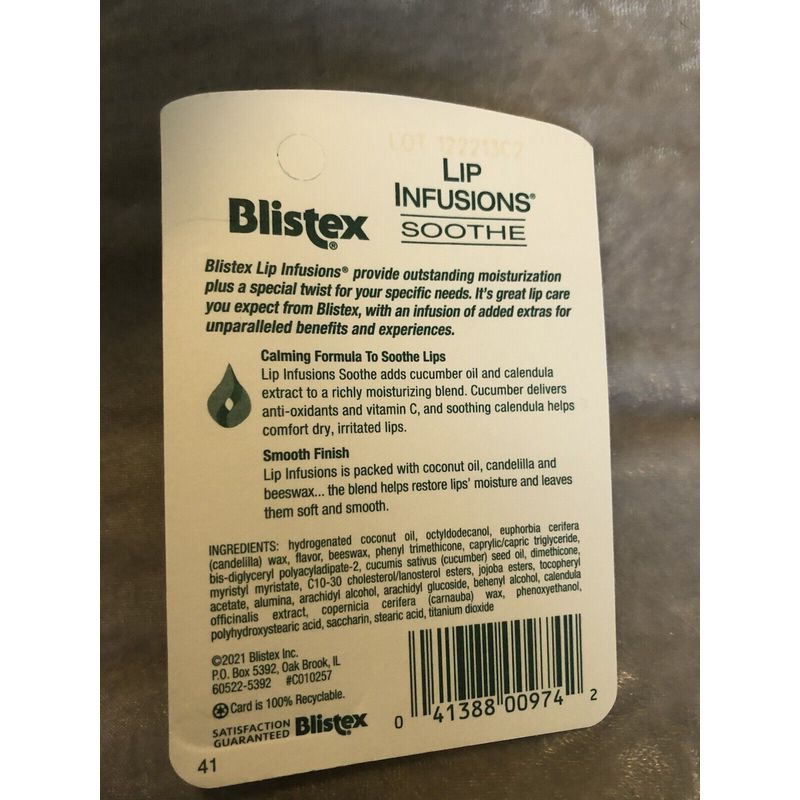 LOT 122213C2
Blistex®
LIP
INFUSIONS®
SOOTHE
Blistex Lip Infusions® provide outstanding moisturization
plus a special twist for your specific needs. It's great lip care
you expect from Blistex, with an infusion of added extras for
unparalleled benefits and experiences.
Calming Formula To Soothe Lips
Lip Infusions Soothe adds cucumber oil and calendula
extract to a richly moisturizing blend. Cucumber delivers
anti-oxidants and vitamin C, and soothing calendula helps
comfort dry, irritated lips.
Smooth Finish
Lip Infusions is packed with coconut oil, candelilla and
beeswax... the blend helps restore lips' moisture and leaves
them soft and smooth.
INGREDIENTS: hydrogenated coconut oil, octyldodecanol, euphorbia cerifera
(candelilla) wax, flavor, beeswax, phenyl trimethicone, caprylic/capric triglyceride,
bis-diglyceryl polyacyladipate-2, cucumis sativus (cucumber) seed oil, dimethicone,
myristyl myristate, C10-30 cholesterol/lanosterol esters, jojoba esters, tocopheryl
acetate, alumina, arachidyl alcohol, arachidyl glucoside, behenyl alcohol, calendula
officinalis extract, copernicia cerifera (carnauba) wax, phenoxyethanol,
polyhydroxystearic acid, saccharin, stearic acid, titanium dioxide
©2021 Blistex Inc.
P.O. Box 5392, Oak Brook, IL
60522-5392 #C010257
Card is 100% Recyclable.
SATISFACTION
GUARANTEED Blistex
0 41388 00974 2
41